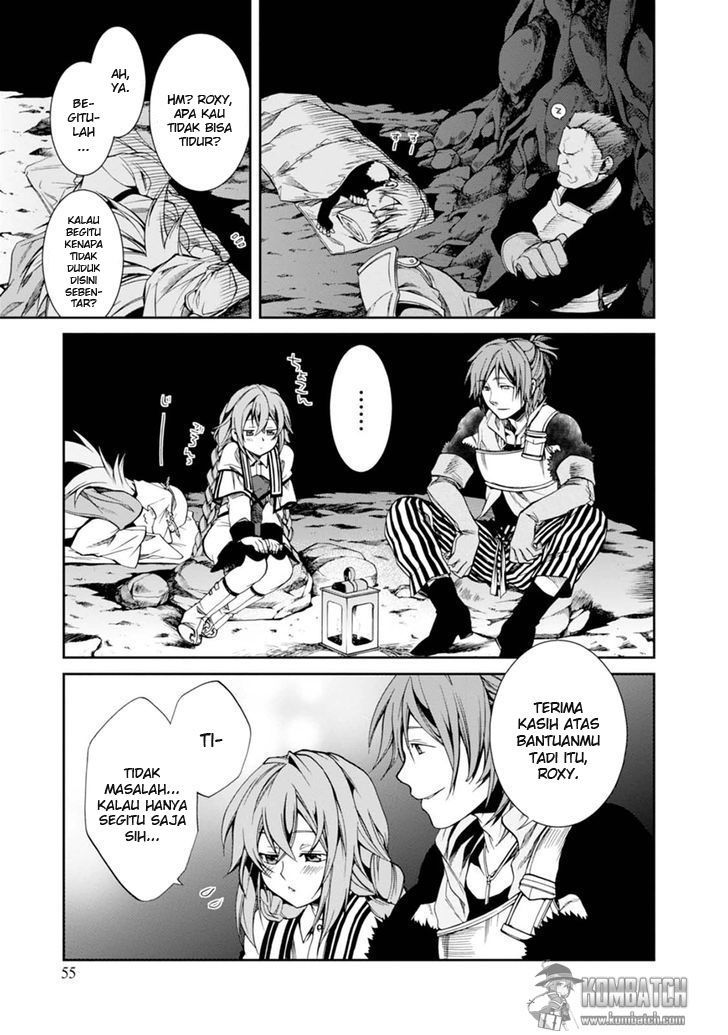 HM? ROXY,
APA KAU
TIDAK BISA
TIDUR?
AH,
YA.
BE-
GITU-
LAH
...
KALAU
BEGITU
KENAPA
TIDAK
DUDUK
DISINI
SEBEN-
TAR?
......
TERIMA
KASIH ATAS
BANTUANMU
TADI ITU,
ROXY.
TI-
TIDAK
MASALAH...
KALAU HANYA
SEGITU SAJA
SIH...
55
KOMBATCH
www.kombatch.com